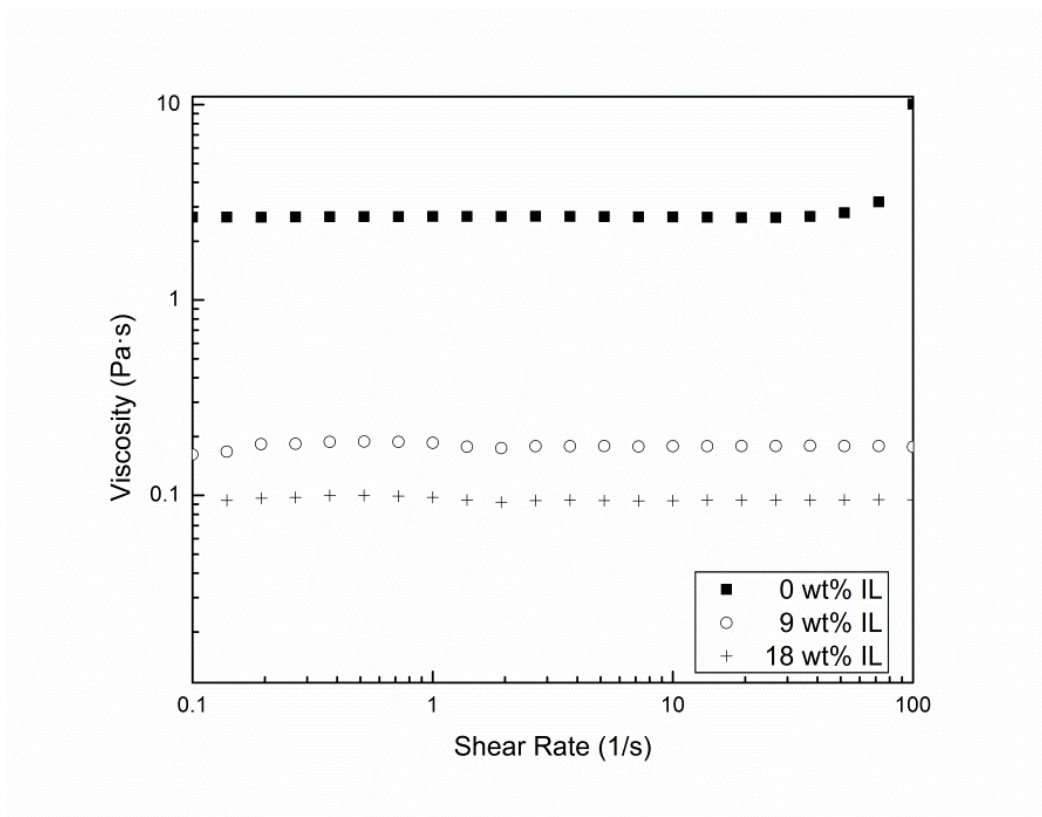 10
1
0.1
Viscosity (Pa·s)
0 wt% IL
9 wt% IL
18 wt% IL
0.1 1 10 100
Shear Rate (1/s)